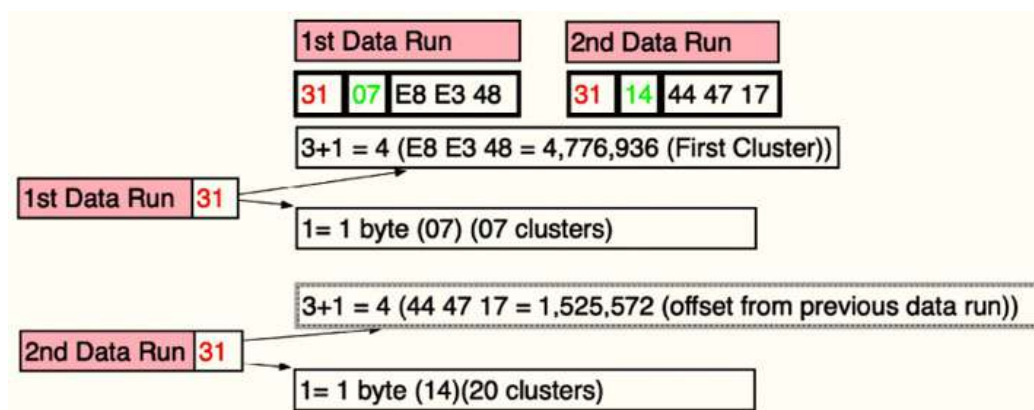 1st Data Run 2nd Data Run
31 07 E8 E3 48 31 14 44 47 17
3+1 = 4 (E8 E3 48 = 4,776,936 (First Cluster))
1st Data Run 31
1= 1 byte (07) (07 clusters)
3+1 = 4 (44 47 17 = 1,525,572 (offset from previous data run))
2nd Data Run 31
1= 1 byte (14)(20 clusters)